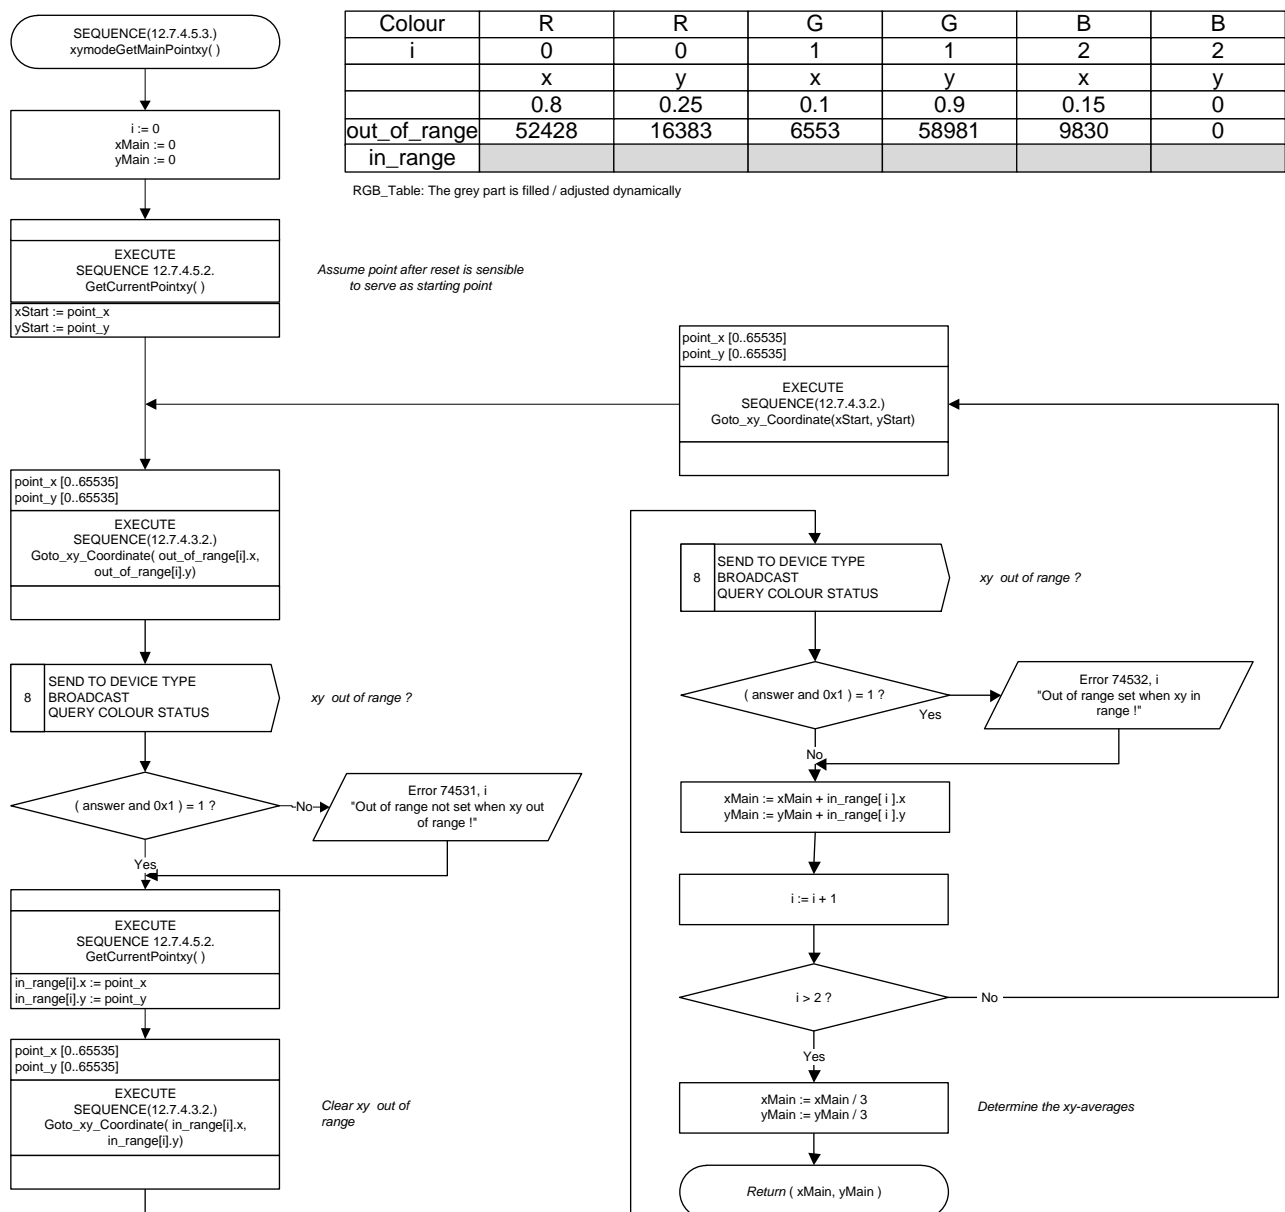 SEQUENCE(12.7.4.5.3.)
xymodeGetMainPointxy( )
Colour R R G G B B
i 0 0 1 1 2 2
x y x y x y
0.8 0.25 0.1 0.9 0.15 0
out_of_range 52428 16383 6553 58981 9830 0
in_range
RGB_Table: The grey part is filled / adjusted dynamically
i := 0
xMain := 0
yMain := 0
EXECUTE
SEQUENCE 12.7.4.5.2.
GetCurrentPointxy( )
xStart := point_x
yStart := point_y
Assume point after reset is sensible
to serve as starting point
point_x [0..65535]
point_y [0..65535]
EXECUTE
SEQUENCE(12.7.4.3.2.)
Goto_xy_Coordinate(xStart, yStart)
point_x [0..65535]
point_y [0..65535]
EXECUTE
SEQUENCE(12.7.4.3.2.)
Goto_xy_Coordinate( out_of_range[i].x,
out_of_range[i].y)
8
SEND TO DEVICE TYPE
BROADCAST
QUERY COLOUR STATUS
xy out of range ?
( answer and 0x1 ) = 1 ?
No
Error 74531, i
"Out of range not set when xy out
of range !"
Yes
EXECUTE
SEQUENCE 12.7.4.5.2.
GetCurrentPointxy( )
in_range[i].x := point_x
in_range[i].y := point_y
point_x [0..65535]
point_y [0..65535]
EXECUTE
SEQUENCE(12.7.4.3.2.)
Goto_xy_Coordinate( in_range[i].x,
in_range[i].y)
Clear xy out of
range
8
SEND TO DEVICE TYPE
BROADCAST
QUERY COLOUR STATUS
xy out of range ?
( answer and 0x1 ) = 1 ?
Yes
Error 74532, i
"Out of range set when xy in
range !"
No
xMain := xMain + in_range[ i ].x
yMain := yMain + in_range[ i ].y
i := i + 1
i > 2 ?
No
Yes
xMain := xMain / 3
yMain := yMain / 3
Determine the xy-averages
Return ( xMain, yMain )